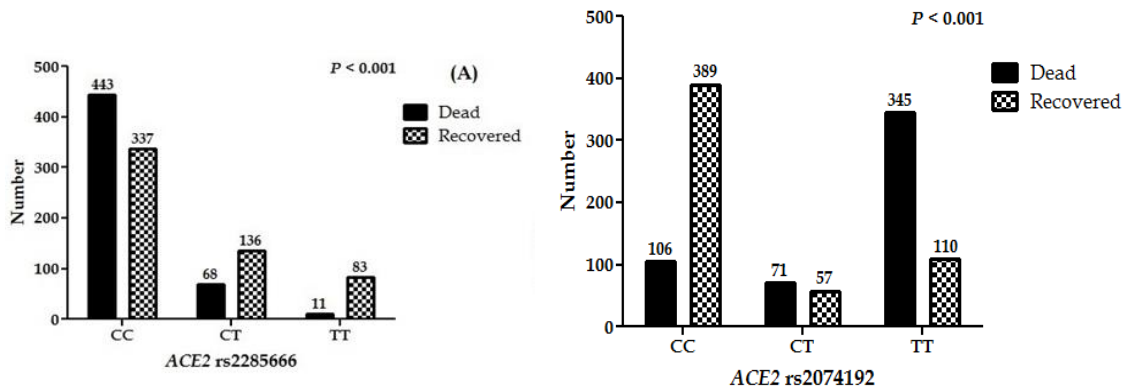 P < 0.001
(A)
500
400
300
200
100
0
Number
443
337
68
136
11
83
Dead
Recovered
CC
CT
TT
ACE2 rs2285666
P < 0.001
500
400
300
200
100
0
Number
106
389
71
57
345
110
Dead
Recovered
CC
CT
TT
ACE2 rs2074192